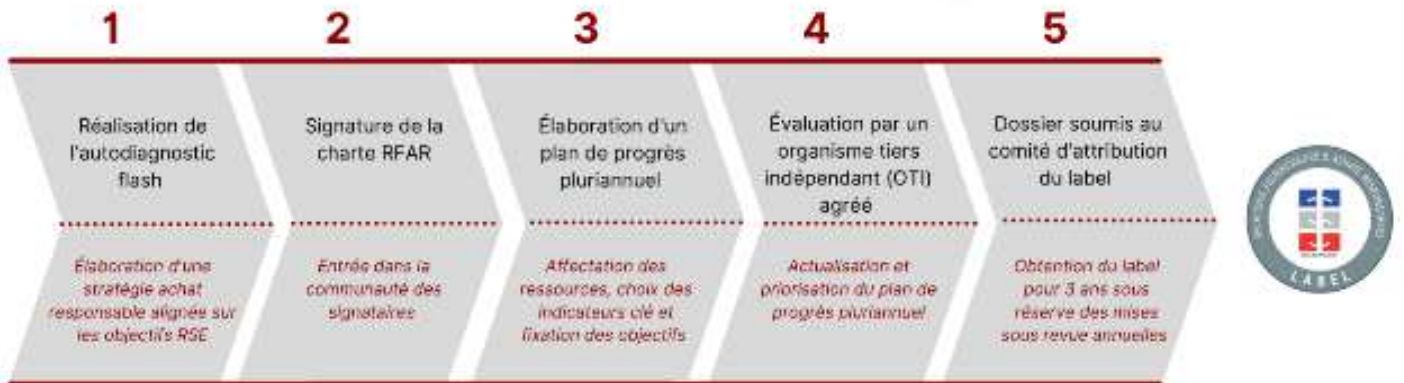 1
2
3
4
5
Réalisation de
l'autodiagnostic
flash
Signature de la
charte RFAR
Élaboration d'un
plan de progrès
pluriannuel
Évaluation par un
organisme tiers
indépendant (OTI)
agréé
Dossier soumis au
comité d'attribution
du label
Élaboration d'une
stratégie achat
responsable alignée sur
les objectifs RSE
Entrée dans la
communauté des
signataires
Affectation des
ressources, choix des
indicateurs clé et
fixation des objectifs
Actualisation et
priorisation du plan de
progrès pluriannuel
Obtention du label
pour 3 ans sous
réserve des mises
sous revue annuelles
LABEL